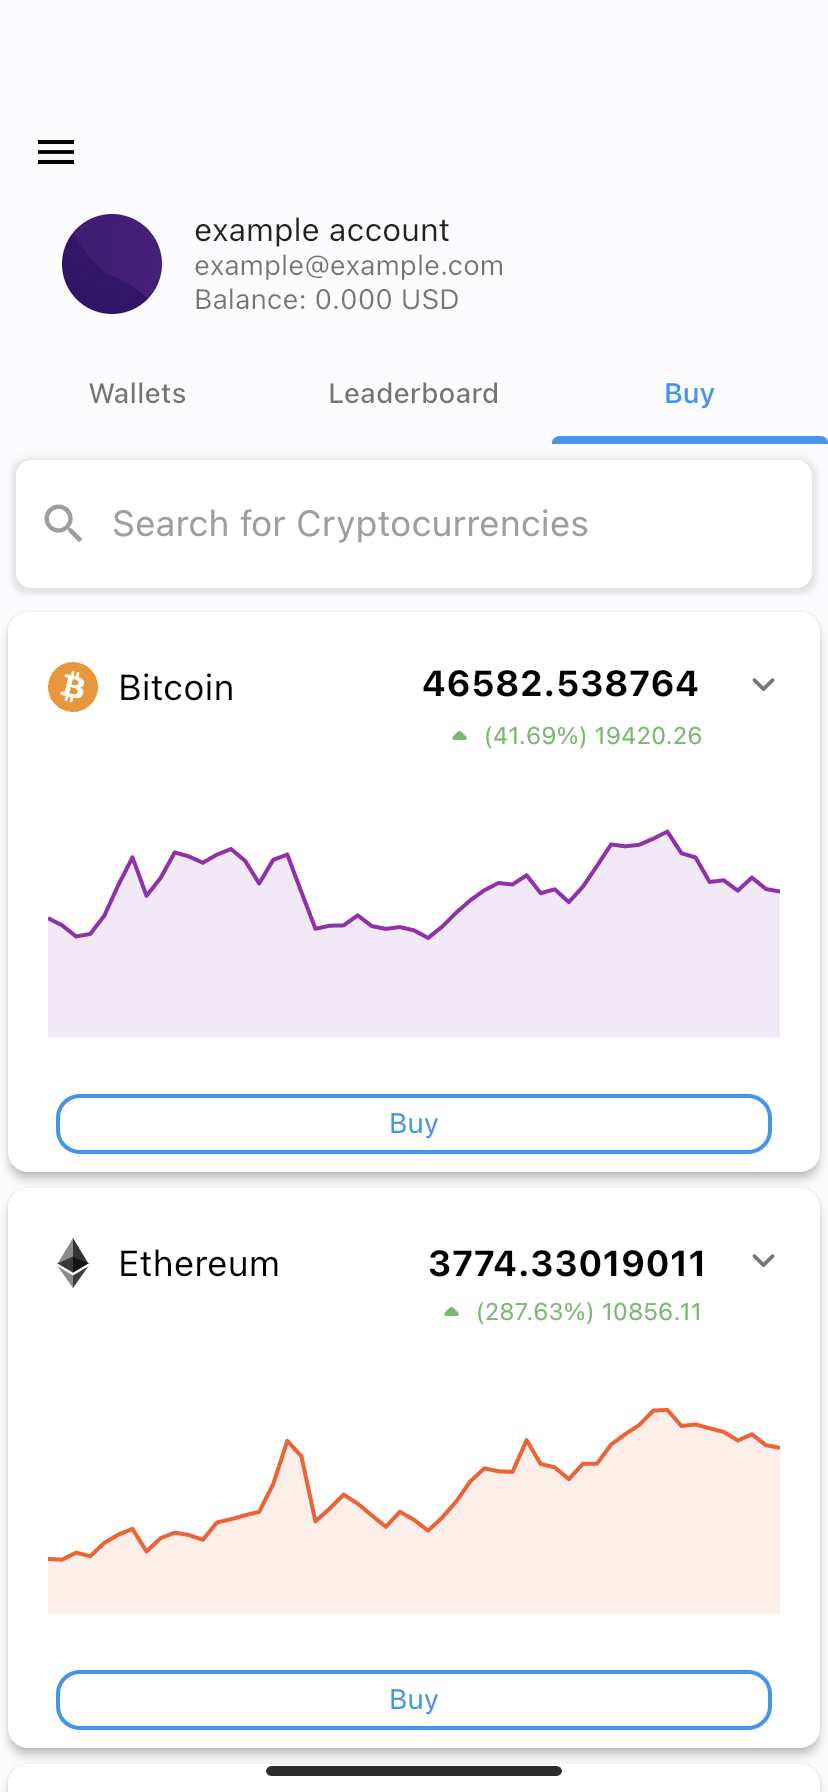 example account
example@example.com
Balance: 0.000 USD
Wallets Leaderboard Buy
Search for Cryptocurrencies
Bitcoin 46582.538764
(41.69%) 19420.26
Buy
Ethereum 3774.33019011
(287.63%) 10856.11
Buy